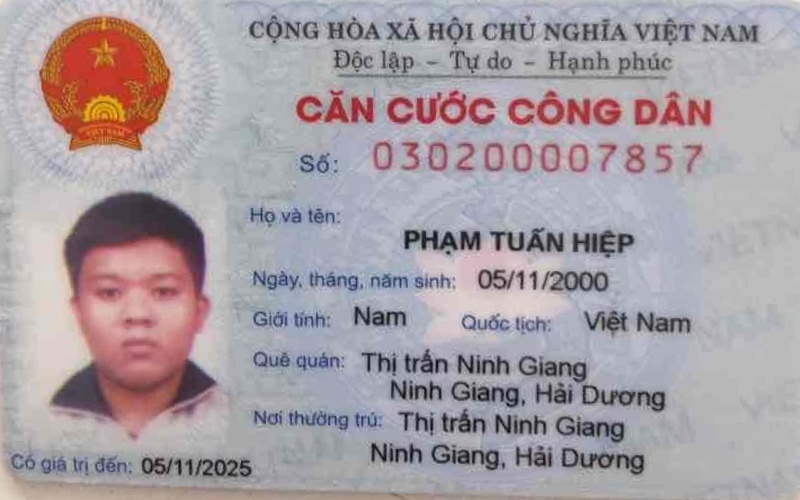 CỘNG HÒA XÃ HỘI CHỦ NGHĨA VIỆT NAM
Độc lập – Tự do – Hạnh phúc
CĂN CƯỚC CÔNG DÂN
Số: 030200007857
Họ và tên:
PHẠM TUẤN HIỆP
Ngày, tháng, năm sinh: 05/11/2000
Giới tính: Nam Quốc tịch: Việt Nam
Quê quán: Thị trấn Ninh Giang
Ninh Giang, Hải Dương
Nơi thường trú: Thị trấn Ninh Giang
Ninh Giang, Hải Dương
Có giá trị đến: 05/11/2025
VIỆT NAM